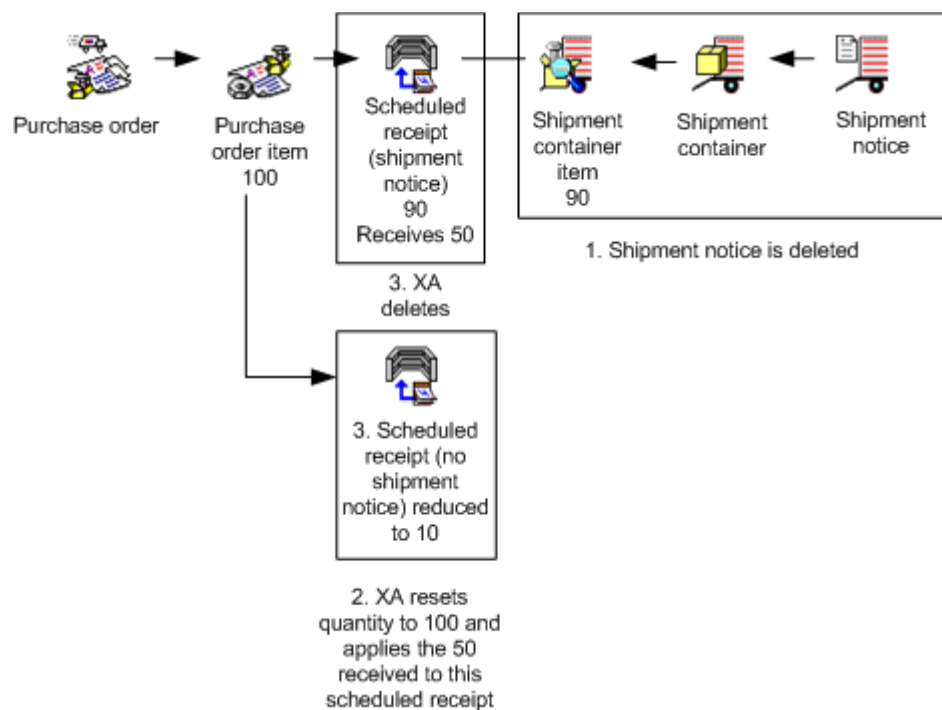 Purchase order
Purchase
order item
100
Scheduled
receipt
(shipment
notice)
90
Receives 50
Shipment
container
item
90
Shipment
container
Shipment
notice
1. Shipment notice is deleted
3. XA
deletes
3. Scheduled
receipt (no
shipment
notice) reduced
to 10
2. XA resets
quantity to 100 and
applies the 50
received to this
scheduled receipt